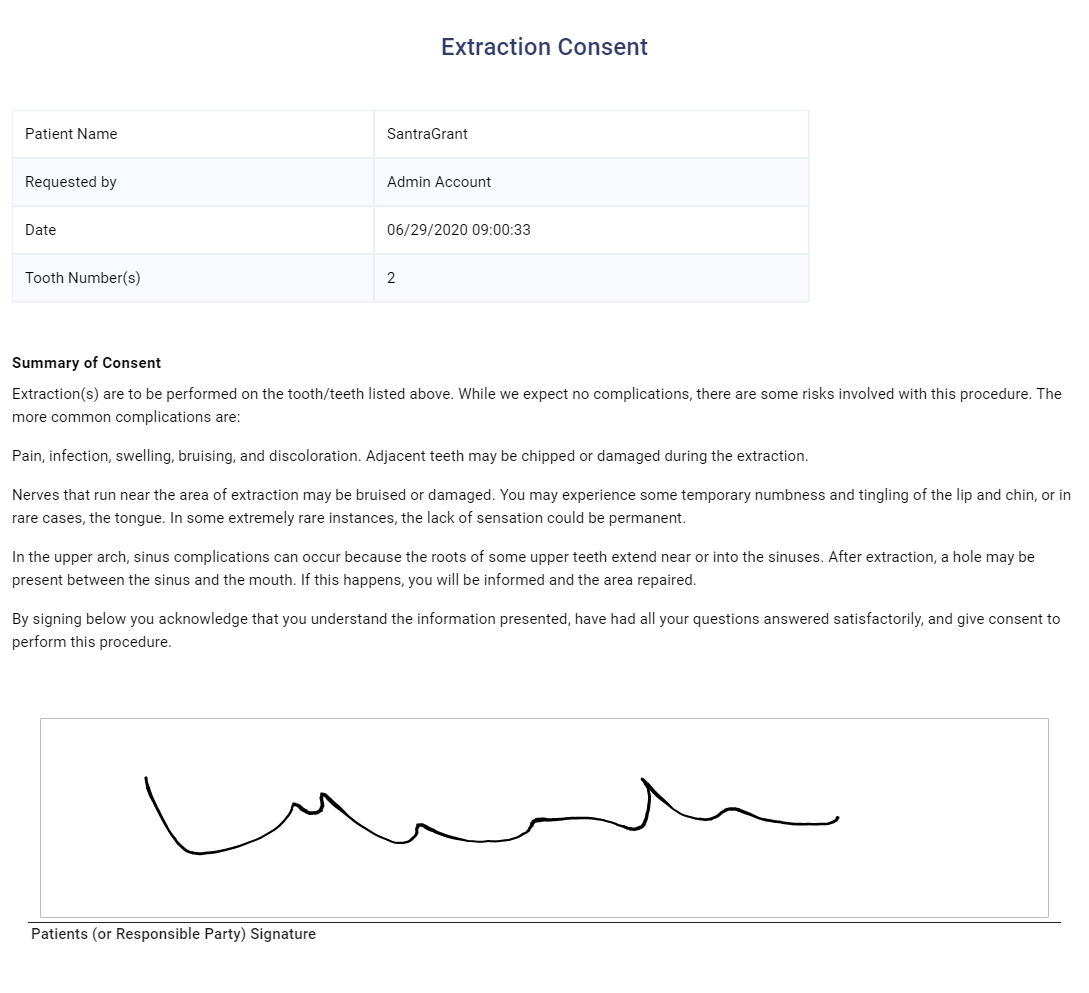 Extraction Consent
Patient Name SantraGrant
Requested by Admin Account
Date 06/29/2020 09:00:33
Tooth Number(s) 2
Summary of Consent
Extraction(s) are to be performed on the tooth/teeth listed above. While we expect no complications, there are some risks involved with this procedure. The
more common complications are:
Pain, infection, swelling, bruising, and discoloration. Adjacent teeth may be chipped or damaged during the extraction.
Nerves that run near the area of extraction may be bruised or damaged. You may experience some temporary numbness and tingling of the lip and chin, or in
rare cases, the tongue. In some extremely rare instances, the lack of sensation could be permanent.
In the upper arch, sinus complications can occur because the roots of some upper teeth extend near or into the sinuses. After extraction, a hole may be
present between the sinus and the mouth. If this happens, you will be informed and the area repaired.
By signing below you acknowledge that you understand the information presented, have had all your questions answered satisfactorily, and give consent to
perform this procedure.
Patients (or Responsible Party) Signature